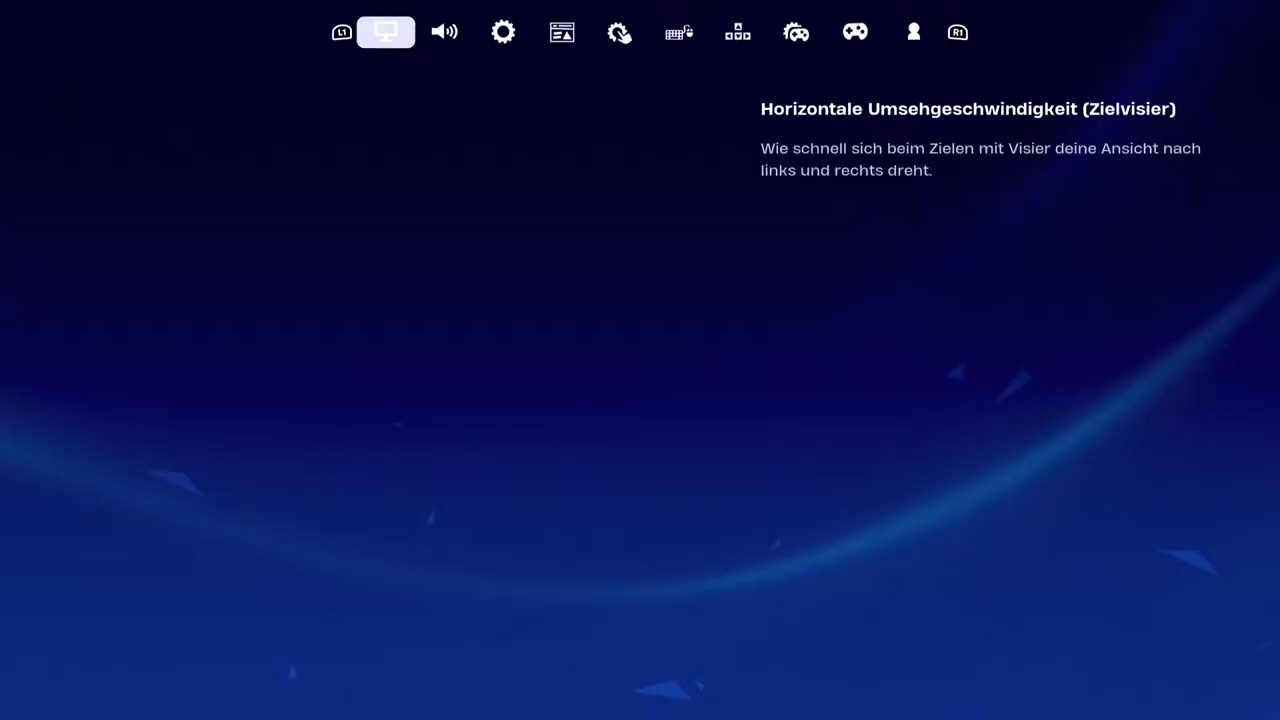 L1
R1
Horizontale Umsehgeschwindigkeit (Zielvisier)
Wie schnell sich beim Zielen mit Visier deine Ansicht nach
links und rechts dreht.